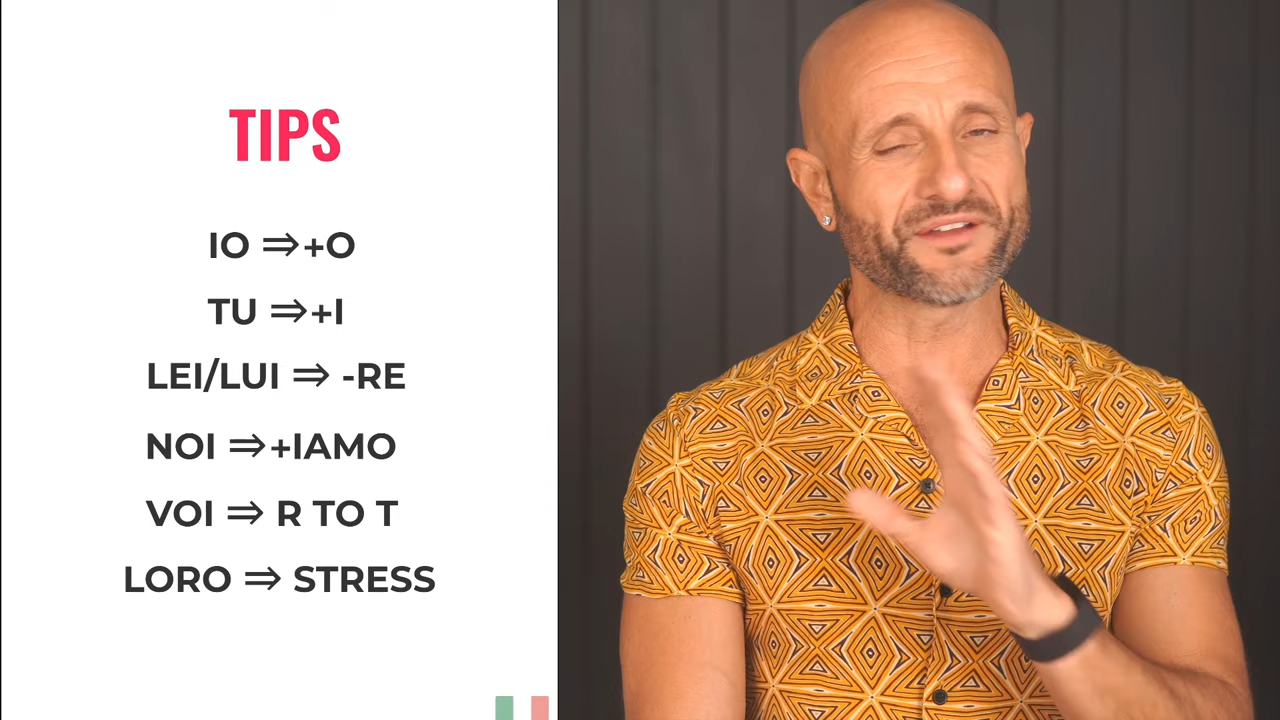 TIPS
IO ⇒+O
TU ⇒+I
LEI/LUI ⇒ -RE
NOI ⇒+IAMO
VOI ⇒ R TO T
LORO ⇒ STRESS